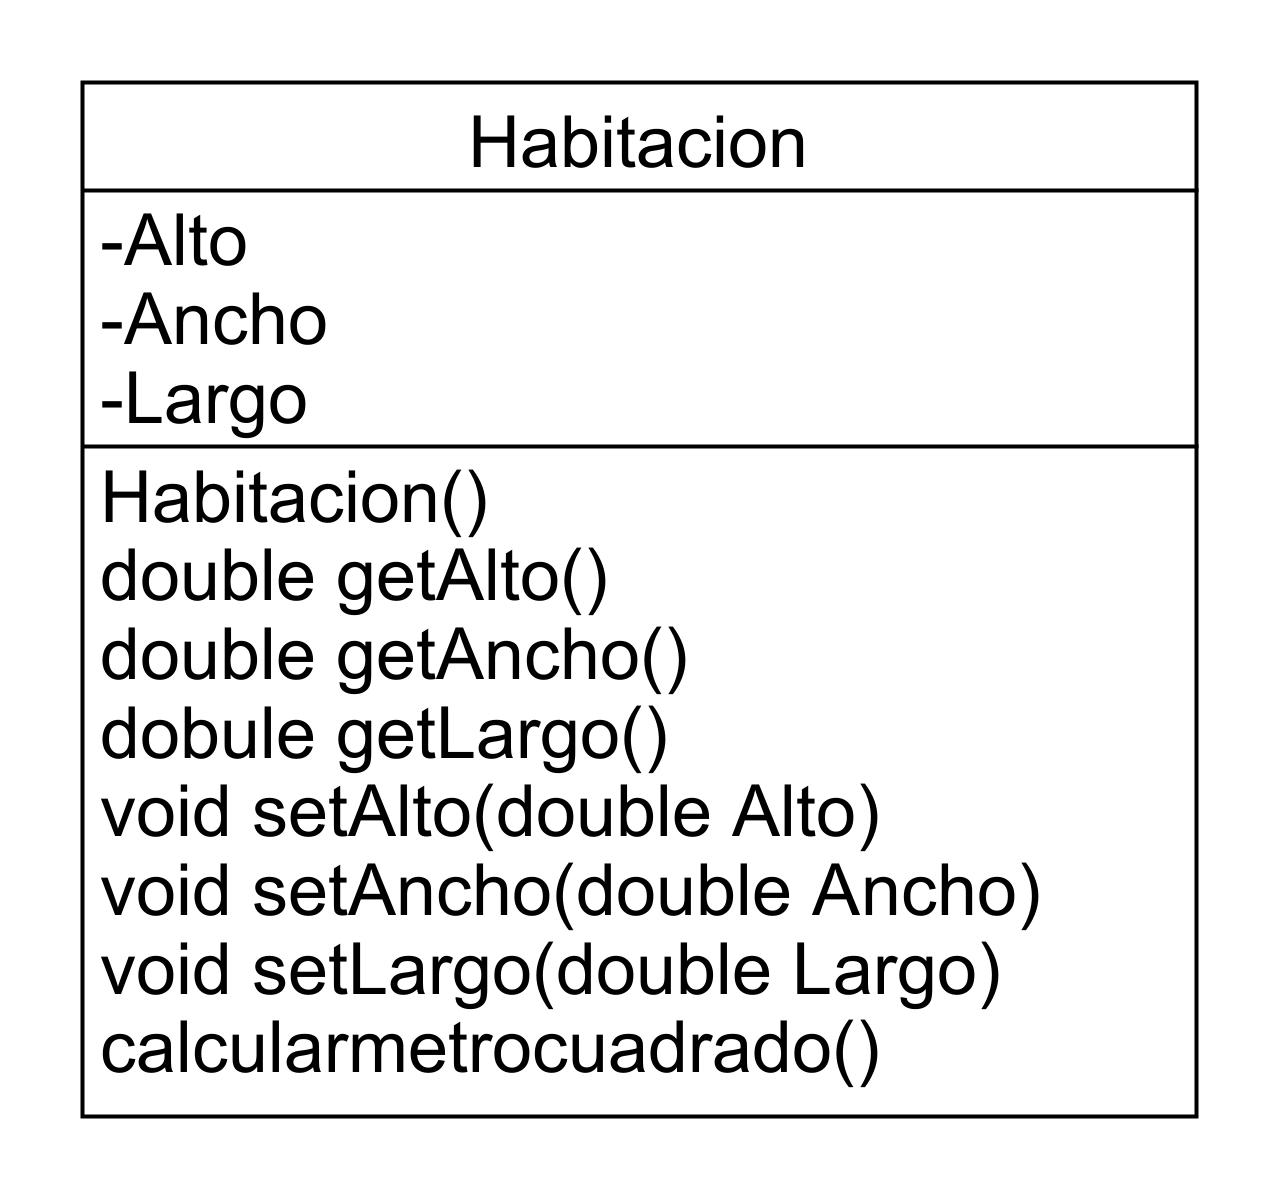 Habitacion
-Alto
-Ancho
-Largo
Habitacion()
double getAlto()
double getAncho()
dobule getLargo()
void setAlto(double Alto)
void setAncho(double Ancho)
void setLargo(double Largo)
calcularmetrocuadrado()